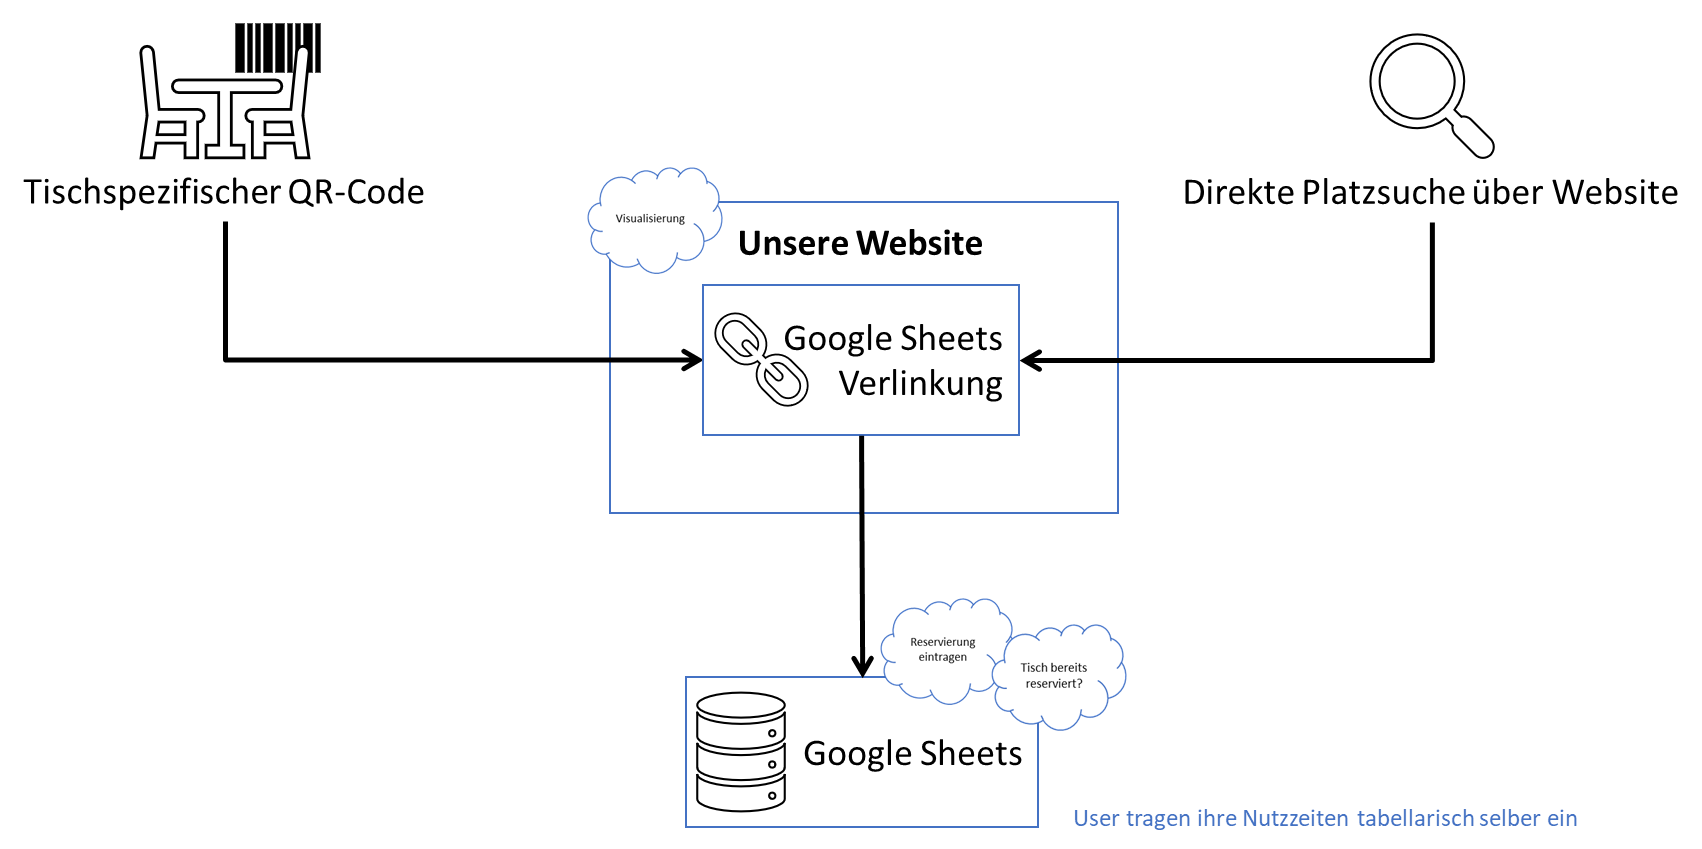 Tischspezifischer QR-Code
Direkte Platzsuche über Website
Visualisierung
Unsere Website
Google Sheets
Verlinkung
Reservierung
eintragen
Tisch bereits
reserviert?
Google Sheets
User tragen ihre Nutzzeiten tabellarisch selber ein